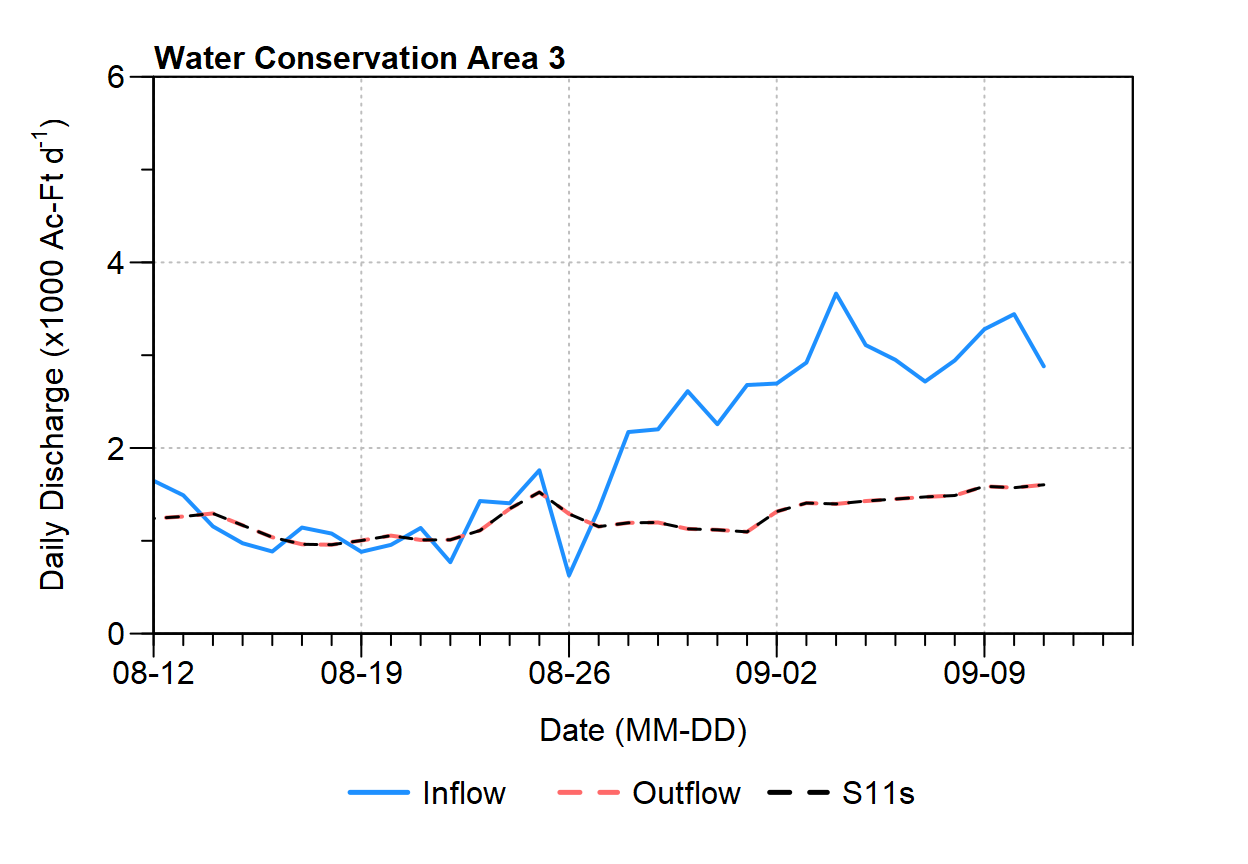 Water Conservation Area 3
Daily Discharge (x1000 Ac-Ft d-1)
6
4
2
0
08-12 08-19 08-26 09-02 09-09
Date (MM-DD)
Inflow Outflow S11s